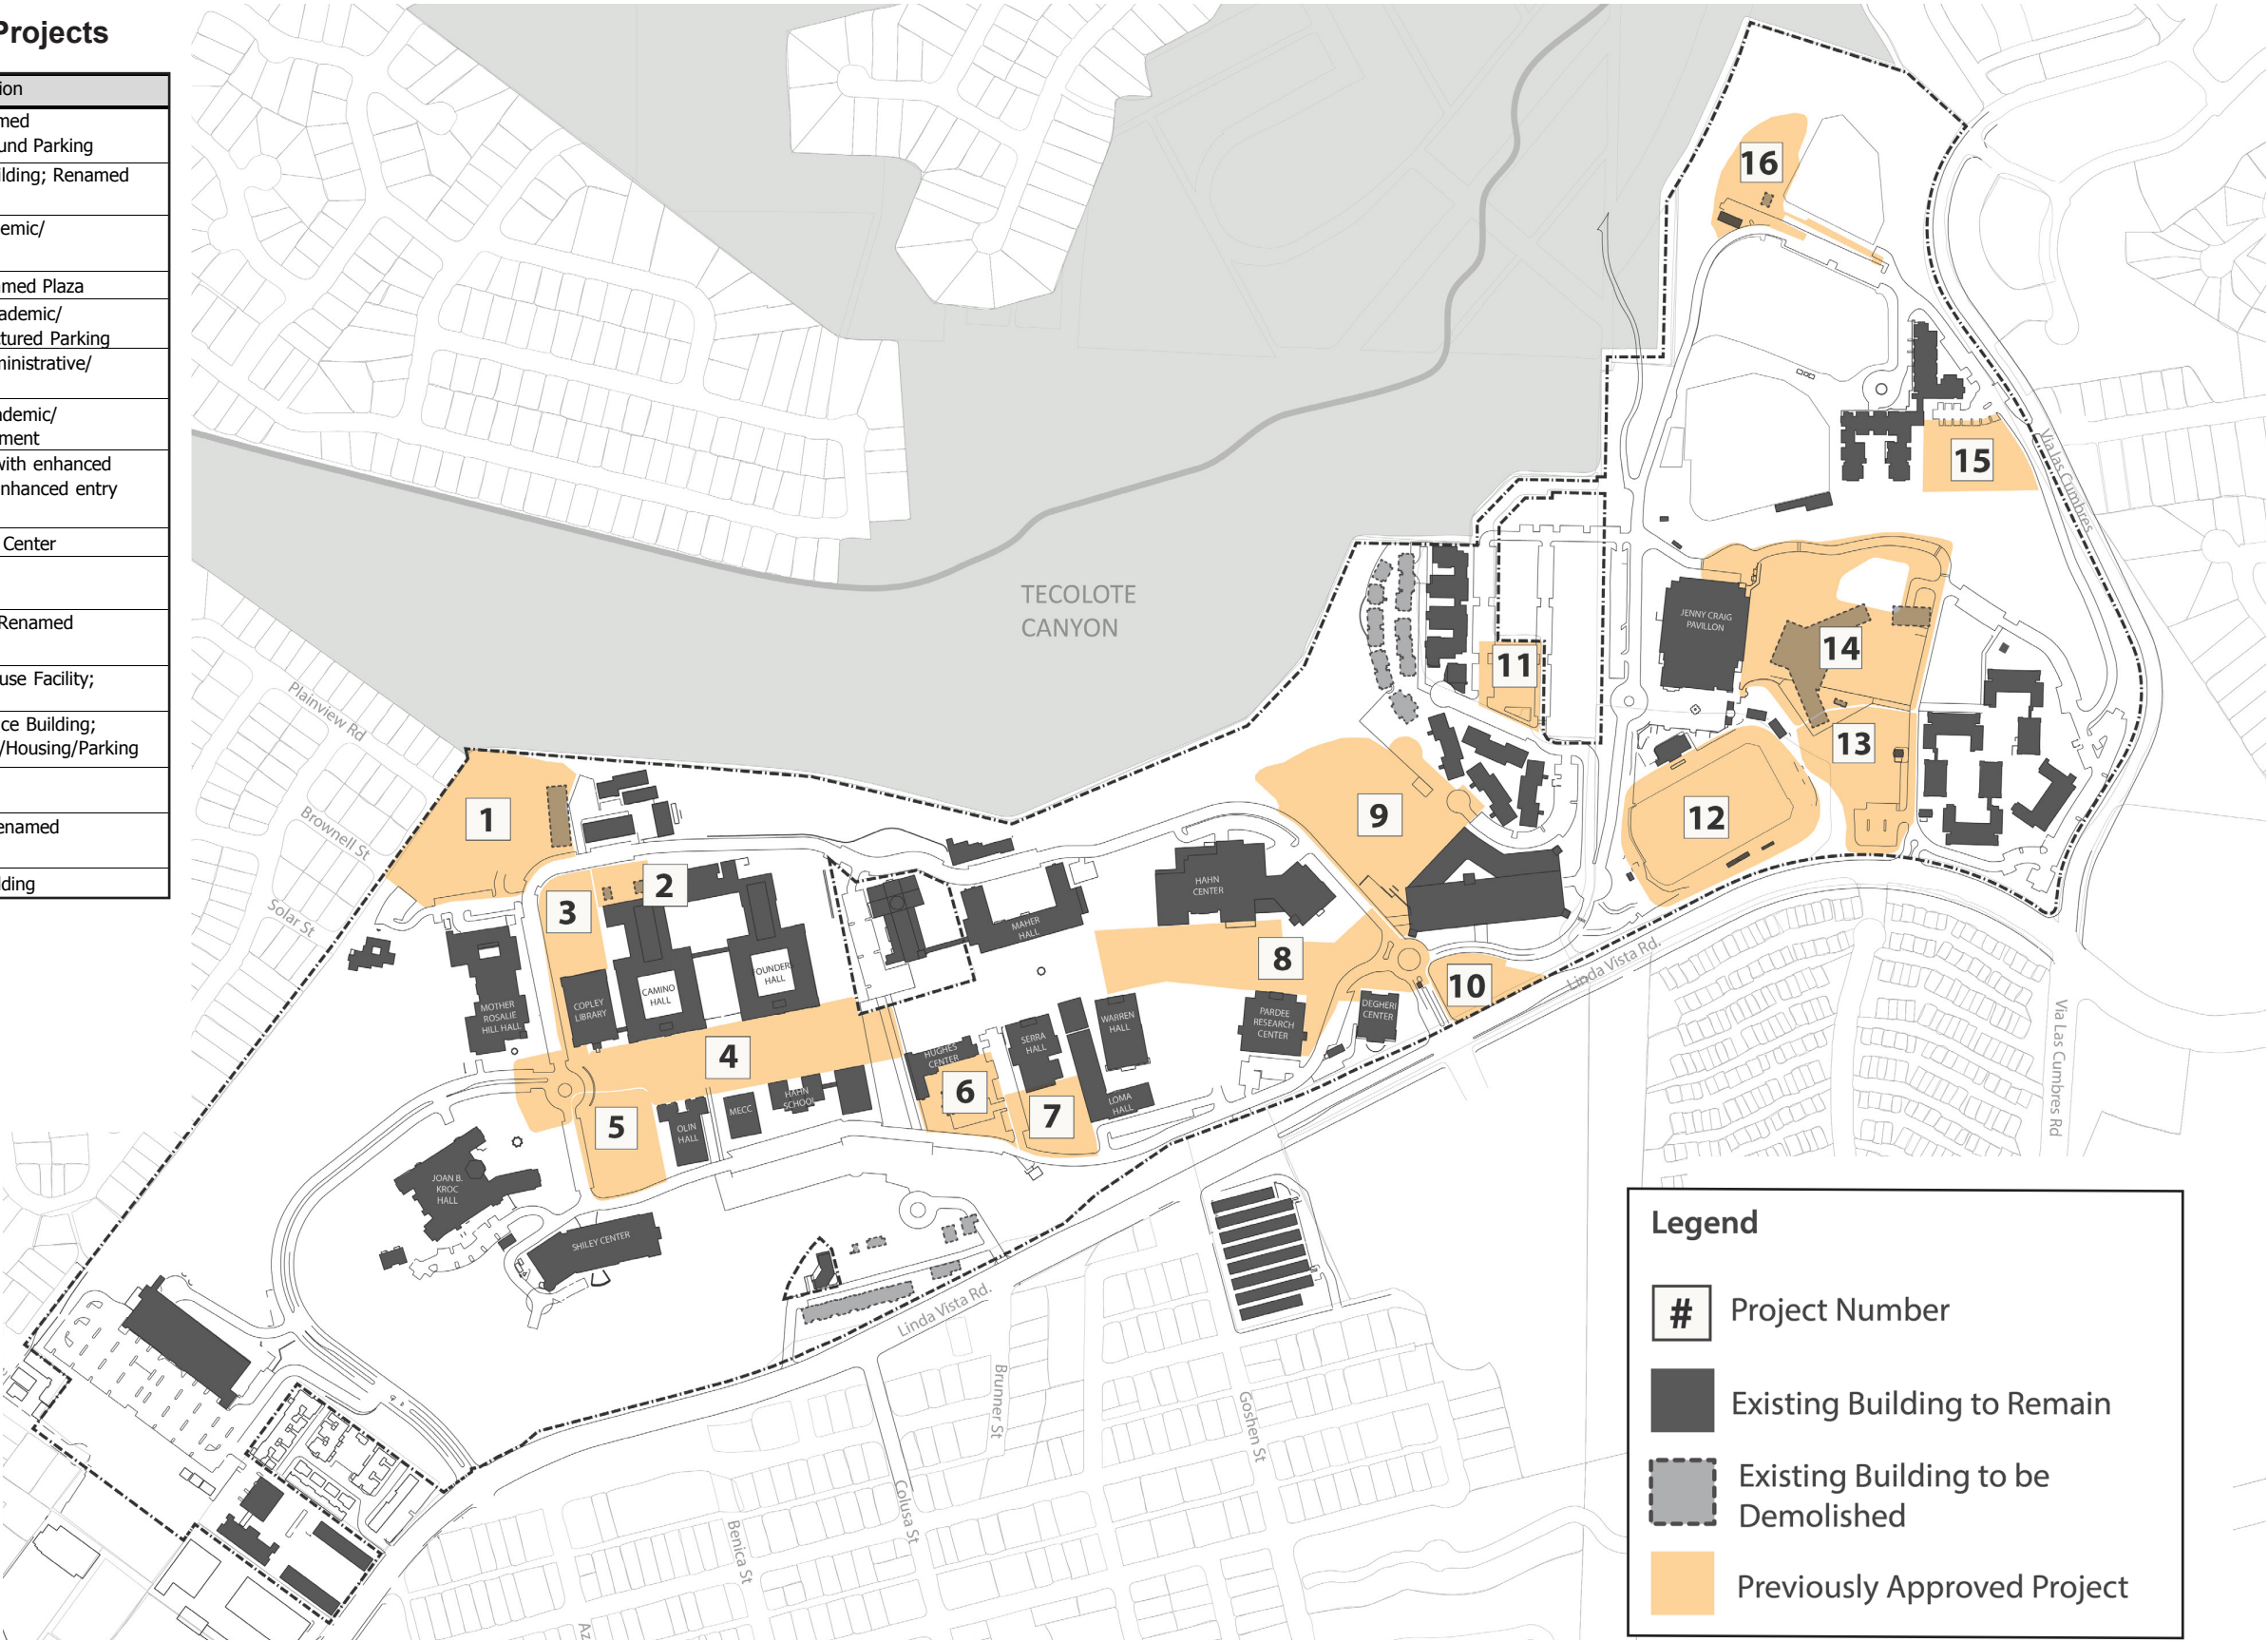 Projects
ion
med
und Parking
ilding; Renamed
emic/
med Plaza
ademic/
tured Parking
ministrative/
ademic/
ment
with enhanced
nhanced entry
Center
Renamed
use Facility;
ce Building;
/Housing/Parking
enamed
lding
16
15
Via las Cumbres
TECOLOTE
CANYON
JENNY CRAIG
PAVILLON
14
11
13
Plainview Rd
1
12
9
Brownell St
2
HAHN
CENTER
3
Solar St
MAHER
HALL
8
Linda Vista Rd.
10
OUNDER
HALL
CAMINO
HALL
COPLEY
LIBRARY
MOTHER
ROSALIE
HILL HALL
DEGHERI
CENTER
PARDEE
RESEARCH
CENTER
WARREN
HALL
SERRA
HALL
HUGHES
CENTER
4
6
7
LOMA
HALL
HAHN
SCHOOL
MECC
OLIN
HALL
5
Via Las Cumbres Rd
JOAN B.
KROC
HALL
SHILEY CENTER
Linda Vista Rd.
Brunner St
Goshen St
Colusa St
Benica St
Az
Legend
# Project Number
Existing Building to Remain
Existing Building to be
Demolished
Previously Approved Project